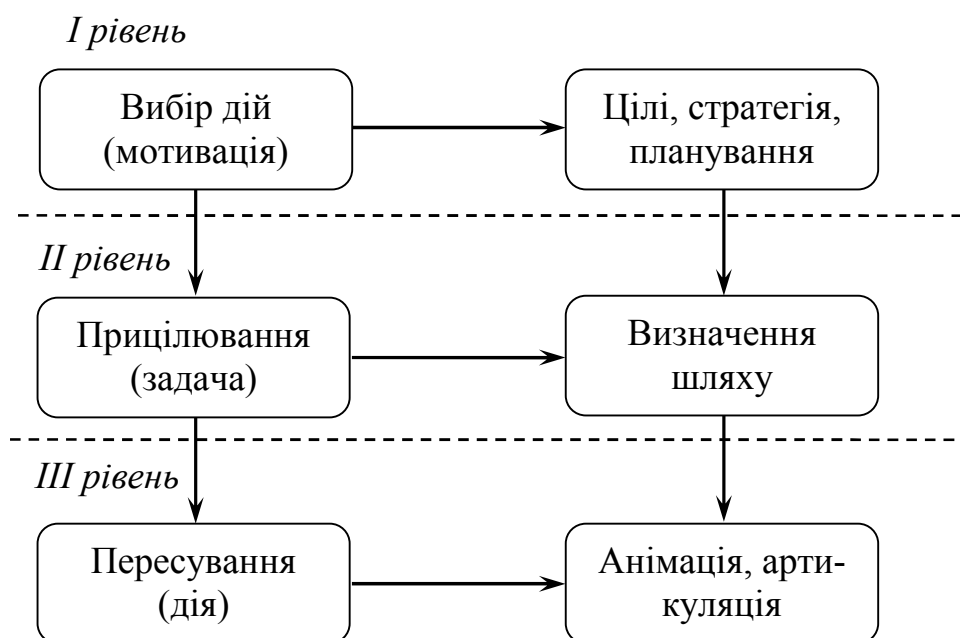 I рівень
Вибір дій
(мотивація)
Цілі, стратегія,
планування
II рівень
Прицілювання
(задача)
Визначення
шляху
III рівень
Пересування
(дія)
Анімація, арти-
куляція